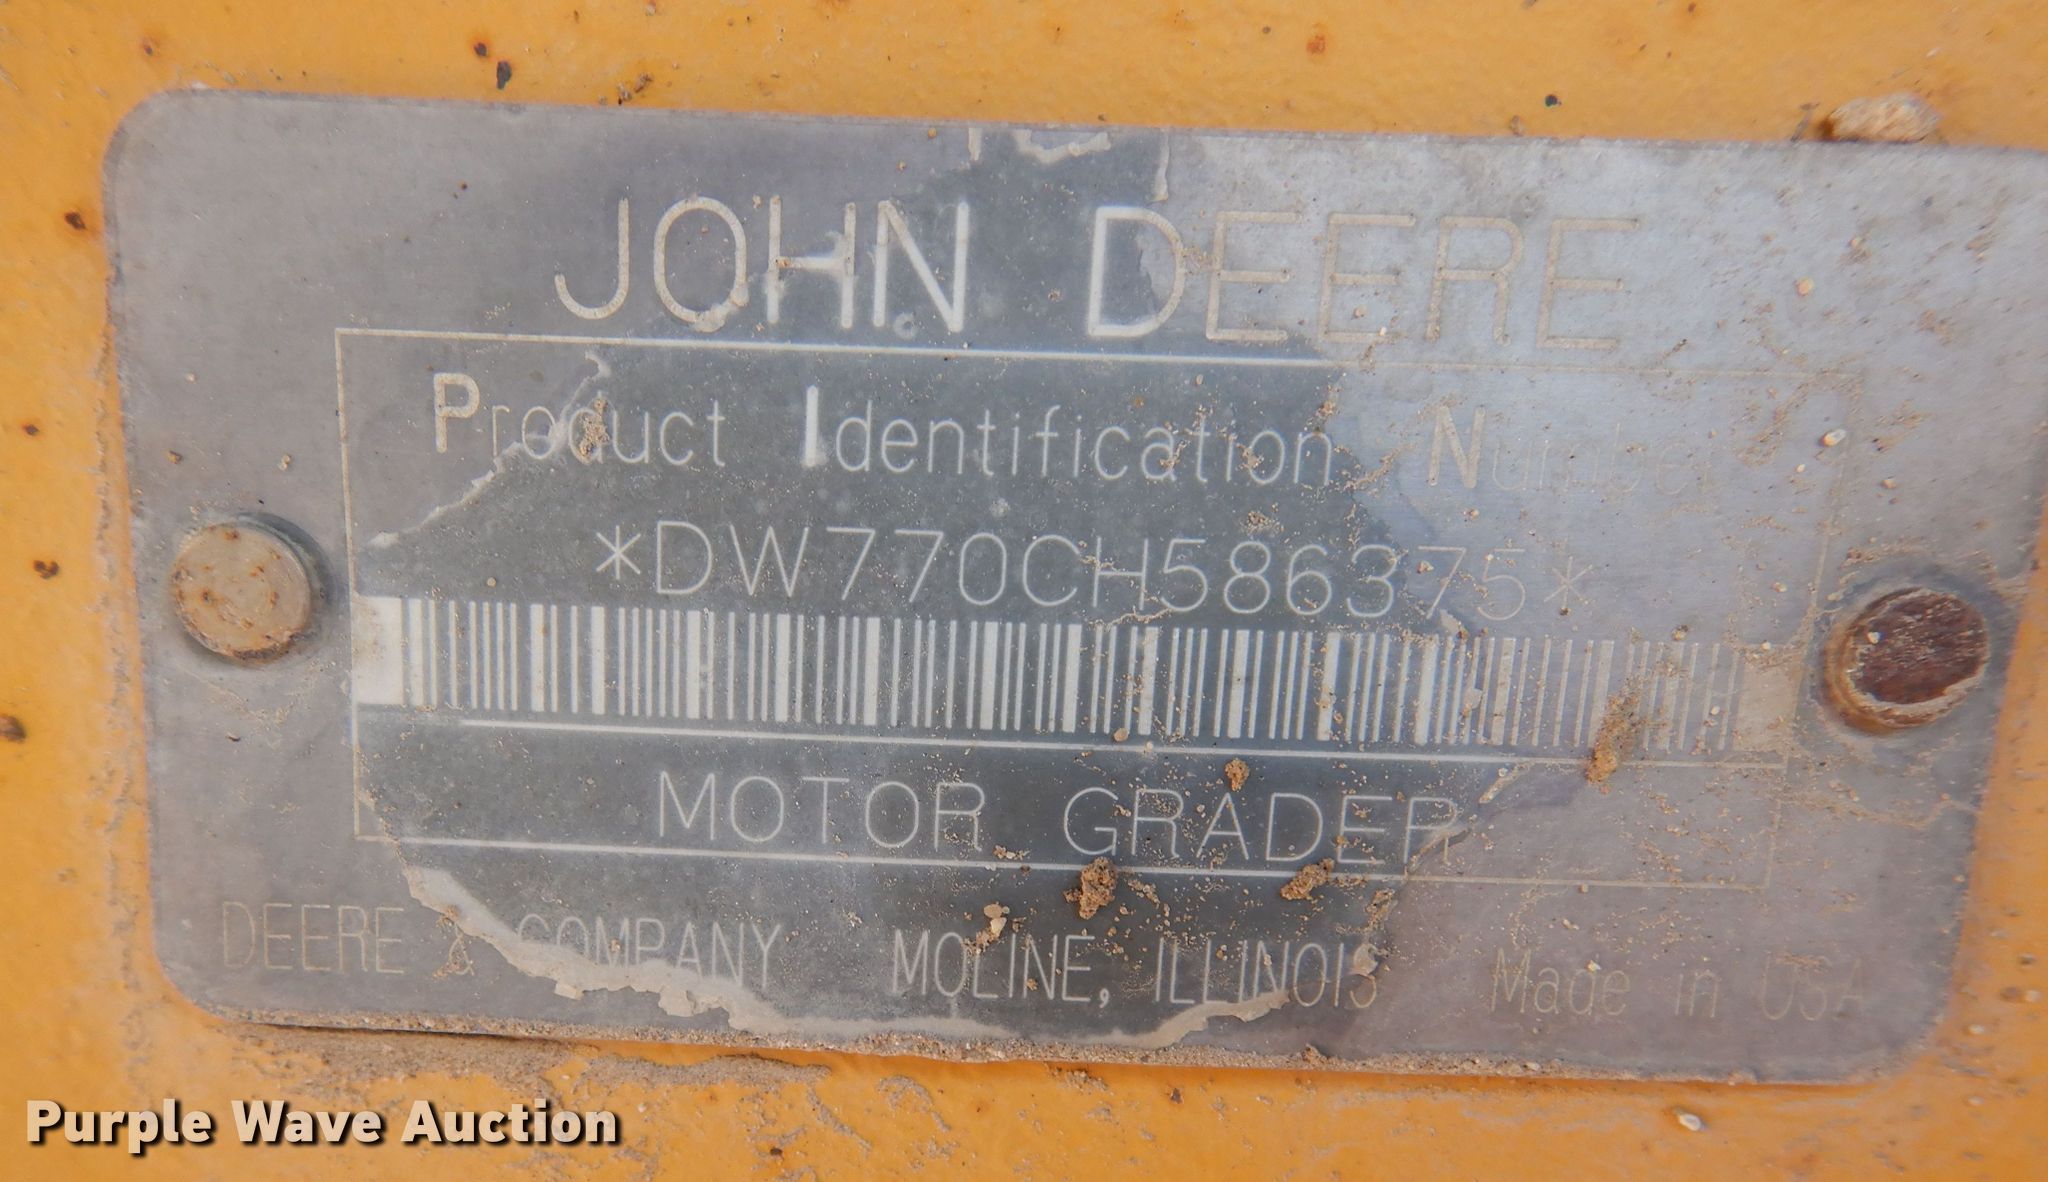 JOHN DEERE
Product Identification Number
*DW770CH586375*
MOTOR GRADER
DEERE & COMPANY MOLINE, ILLINOIS Made in USA
Purple Wave Auction